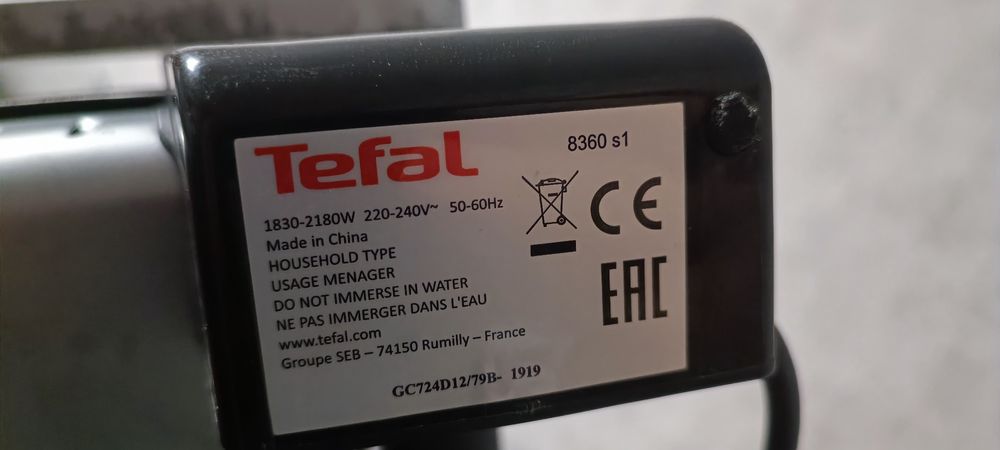 Tefal
8360 s1
1830-2180W 220-240V~ 50-60Hz
Made in China
HOUSEHOLD TYPE
USAGE MENAGER
DO NOT IMMERSE IN WATER
NE PAS IMMERGER DANS L'EAU
www.tefal.com
Groupe SEB – 74150 Rumilly – France
GC724D12/79B- 1919
CE
EAC